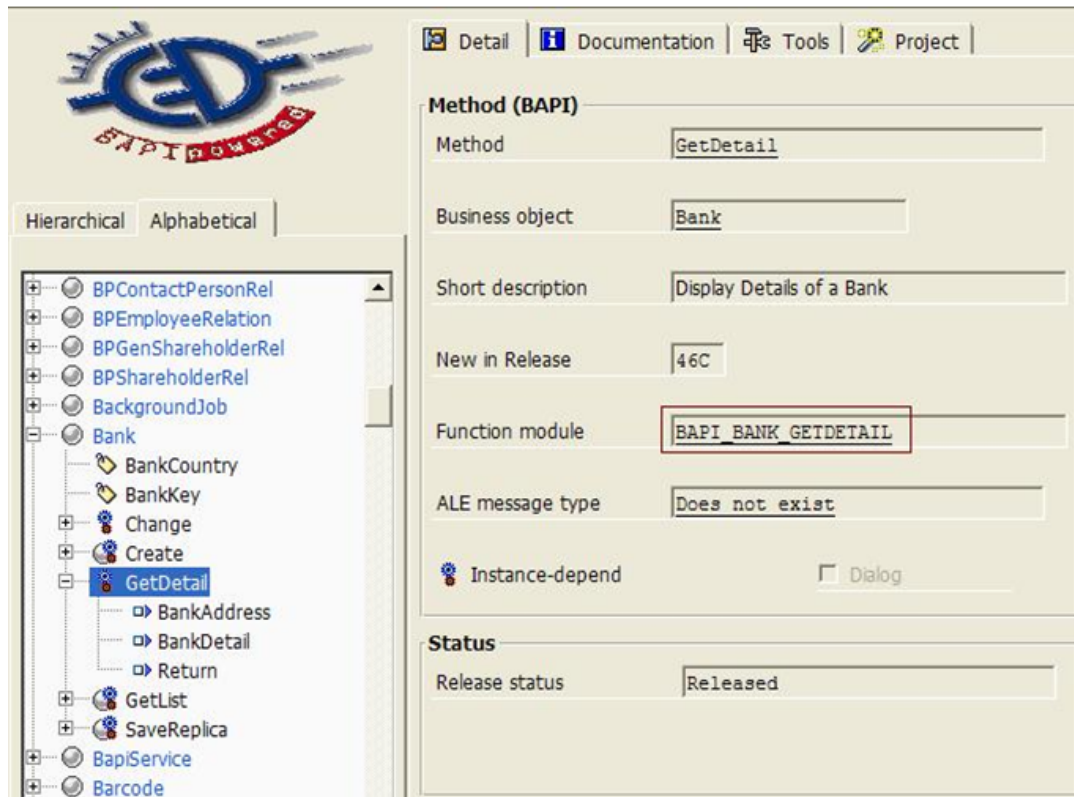 BAPI powered
Hierarchical Alphabetical
BPContactPersonRel
BPEmployeeRelation
BPGenShareholderRel
BPShareholderRel
BackgroundJob
Bank
BankCountry
BankKey
Change
Create
GetDetail
BankAddress
BankDetail
Return
GetList
SaveReplica
BapiService
Barcode
Detail Documentation Tools Project
Method (BAPI)
Method GetDetail
Business object Bank
Short description Display Details of a Bank
New in Release 46C
Function module BAPI_BANK_GETDETAIL
ALE message type Does not exist
Instance-depend Dialog
Status
Release status Released